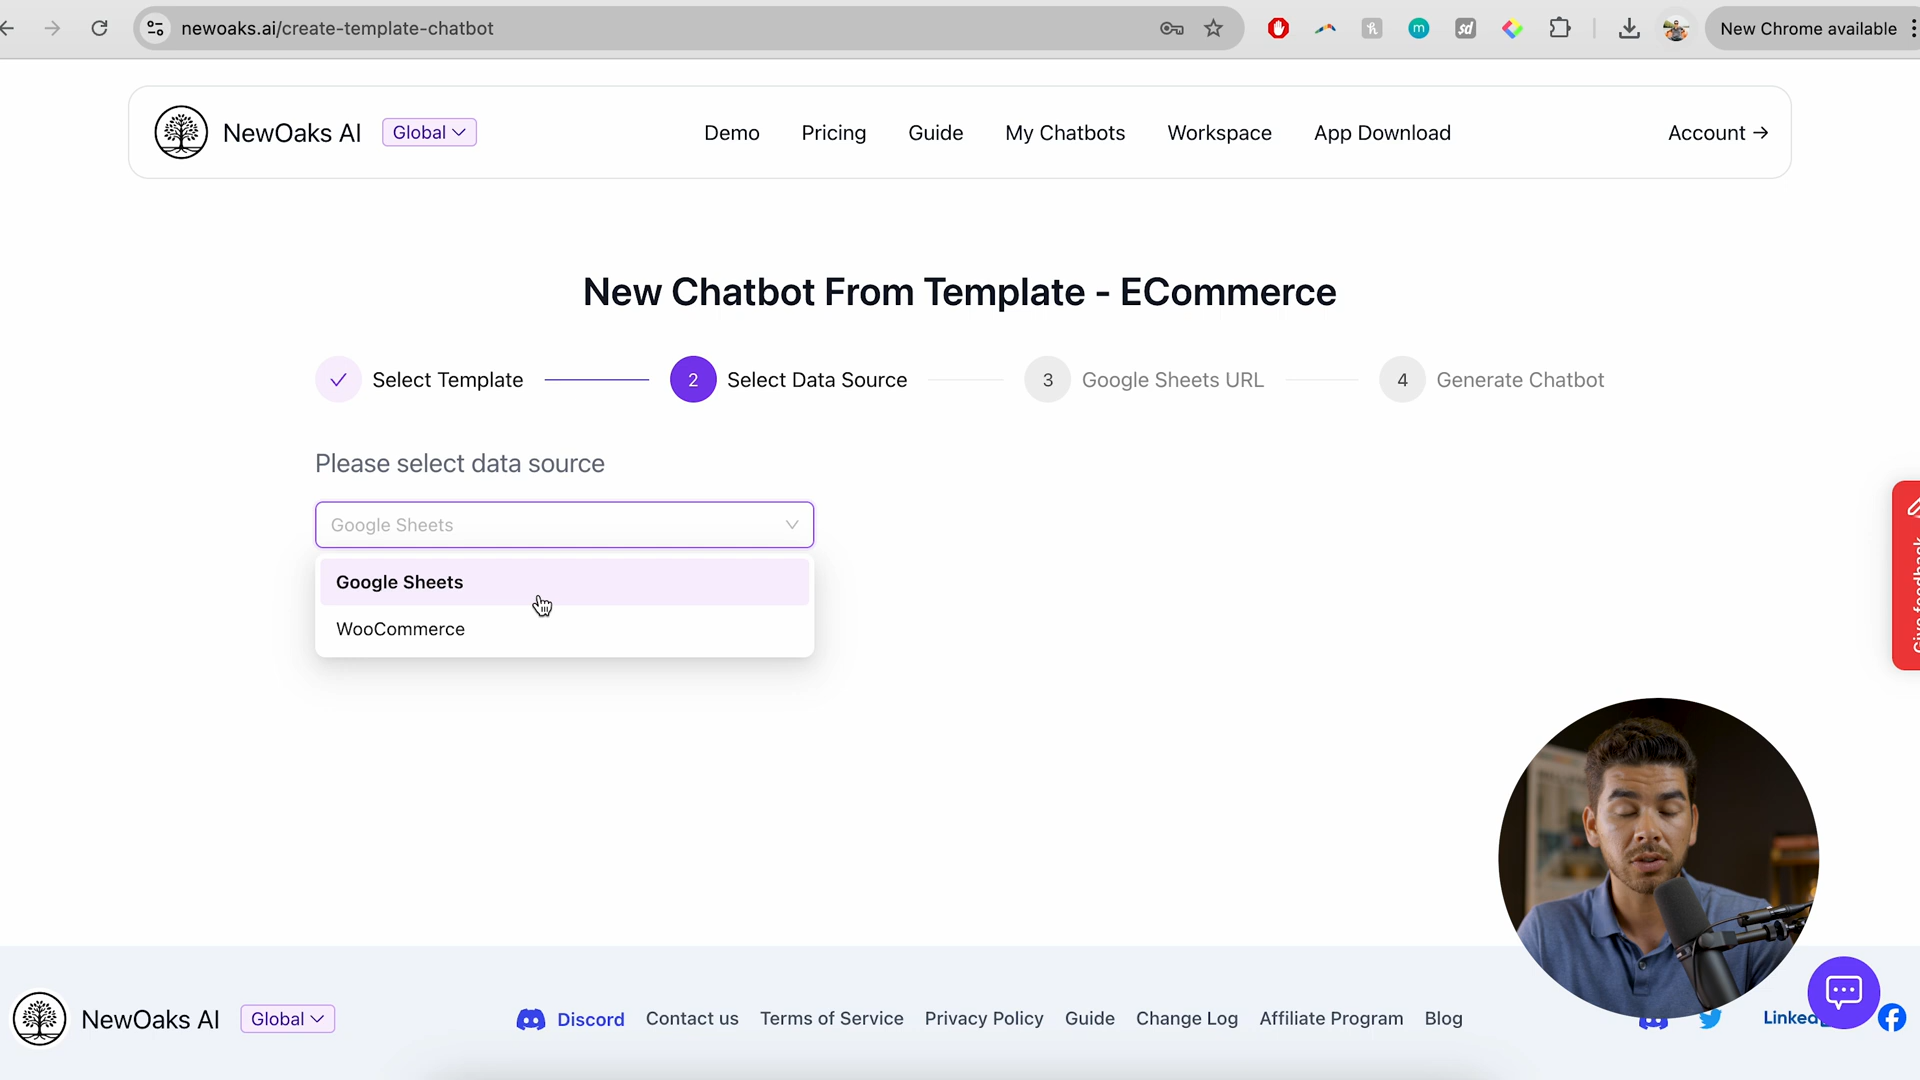 newoaks.ai/create-template-chatbot
New Chrome available
NewOaks AI
Global
Demo
Pricing
Guide
My Chatbots
Workspace
App Download
Account →
New Chatbot From Template - ECommerce
Select Template
2
Select Data Source
3
Google Sheets URL
4
Generate Chatbot
Please select data source
Google Sheets
Google Sheets
WooCommerce
Give feedback
NewOaks AI
Global
Discord
Contact us
Terms of Service
Privacy Policy
Guide
Change Log
Affiliate Program
Blog